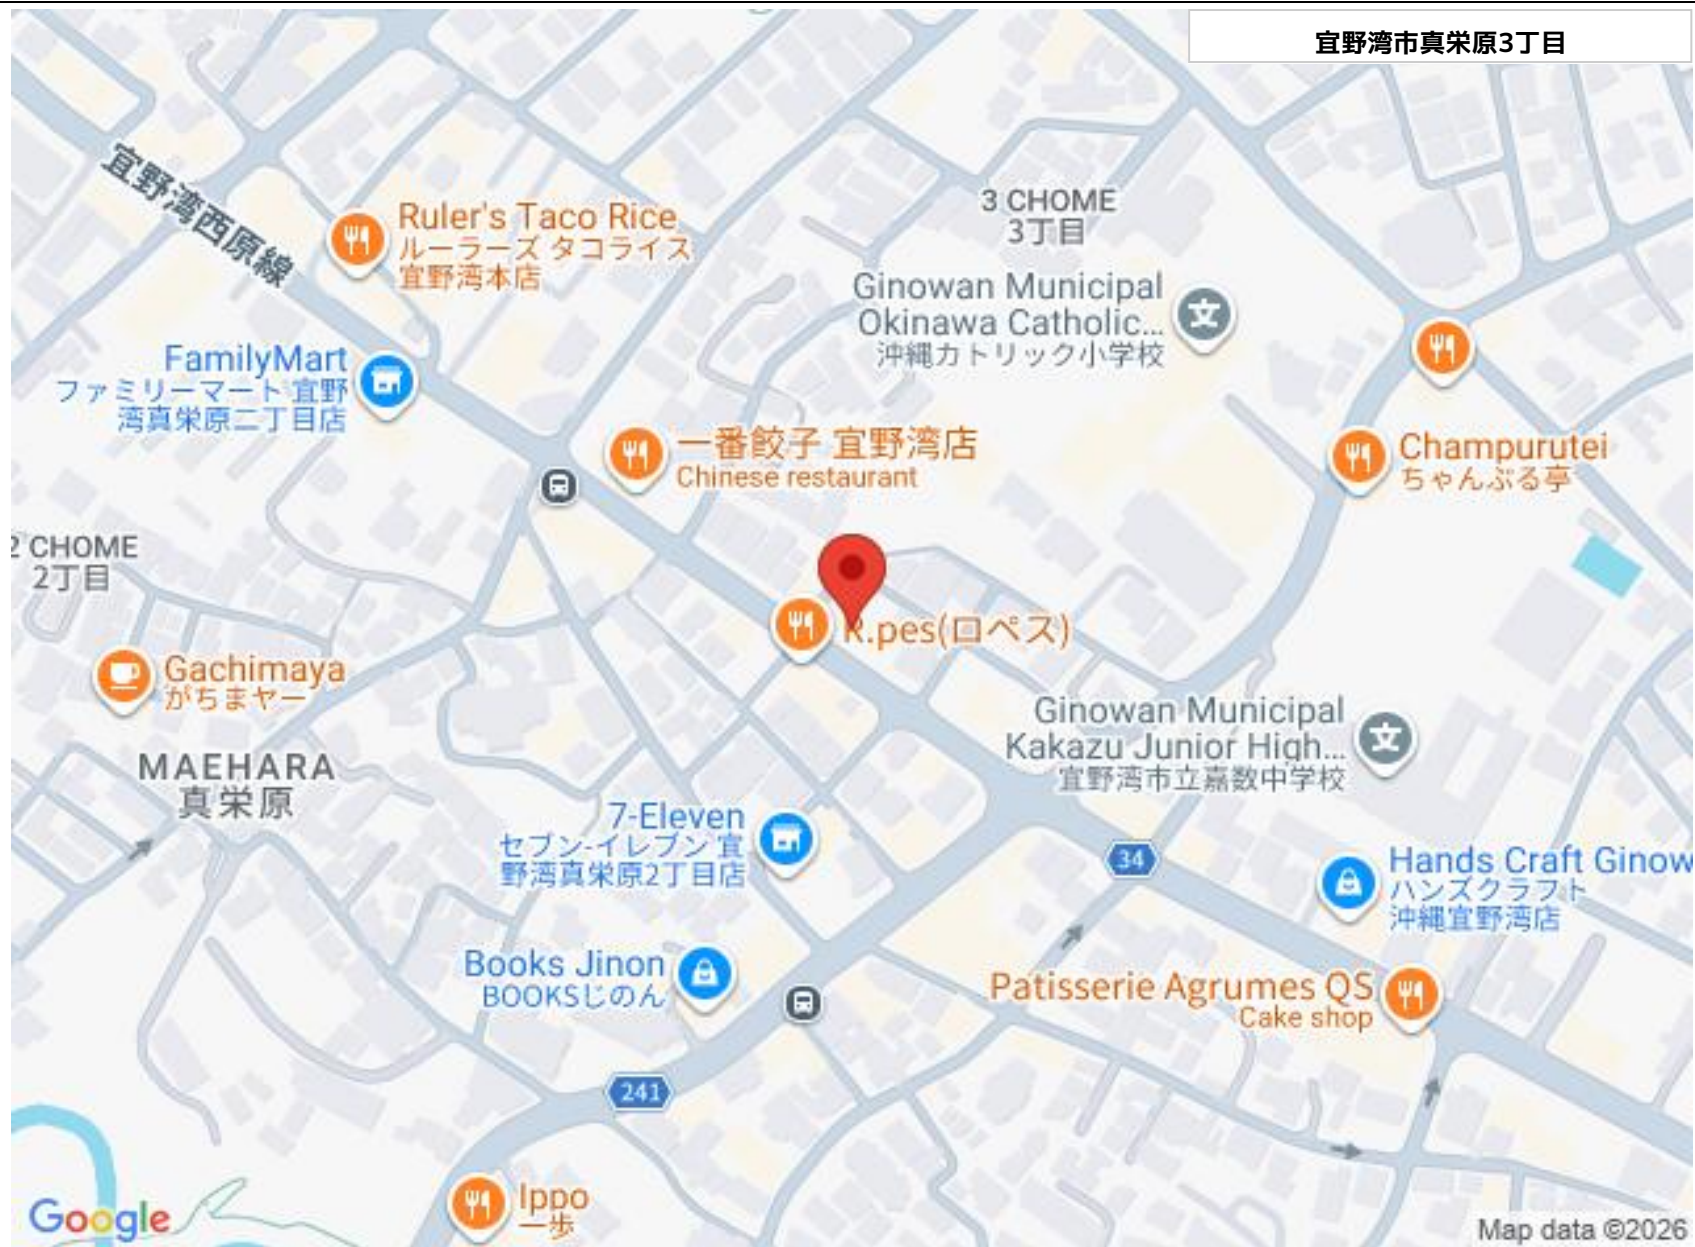 宜野湾市真栄原3丁目
宜野湾西原線
Ruler's Taco Rice
ルーラーズ タコライス
宜野湾本店
3 CHOME
3丁目
Ginowan Municipal
Okinawa Catholic...
沖縄カトリック小学校
FamilyMart
ファミリーマート 宜野
湾真栄原二丁目店
一番餃子 宜野湾店
Chinese restaurant
Champurutei
ちゃんぷる亭
2 CHOME
2丁目
R.pes(ロペス)
Gachimaya
がちまヤー
Ginowan Municipal
Kakazu Junior High...
宜野湾市立嘉数中学校
MAEHARA
真栄原
7-Eleven
セブン-イレブン 宜
野湾真栄原2丁目店
34
Hands Craft Ginow
ハンズクラフト
沖縄宜野湾店
Books Jinon
BOOKSじのん
Patisserie Agrumes QS
Cake shop
241
Ippo
一歩
Google
Map data ©2026